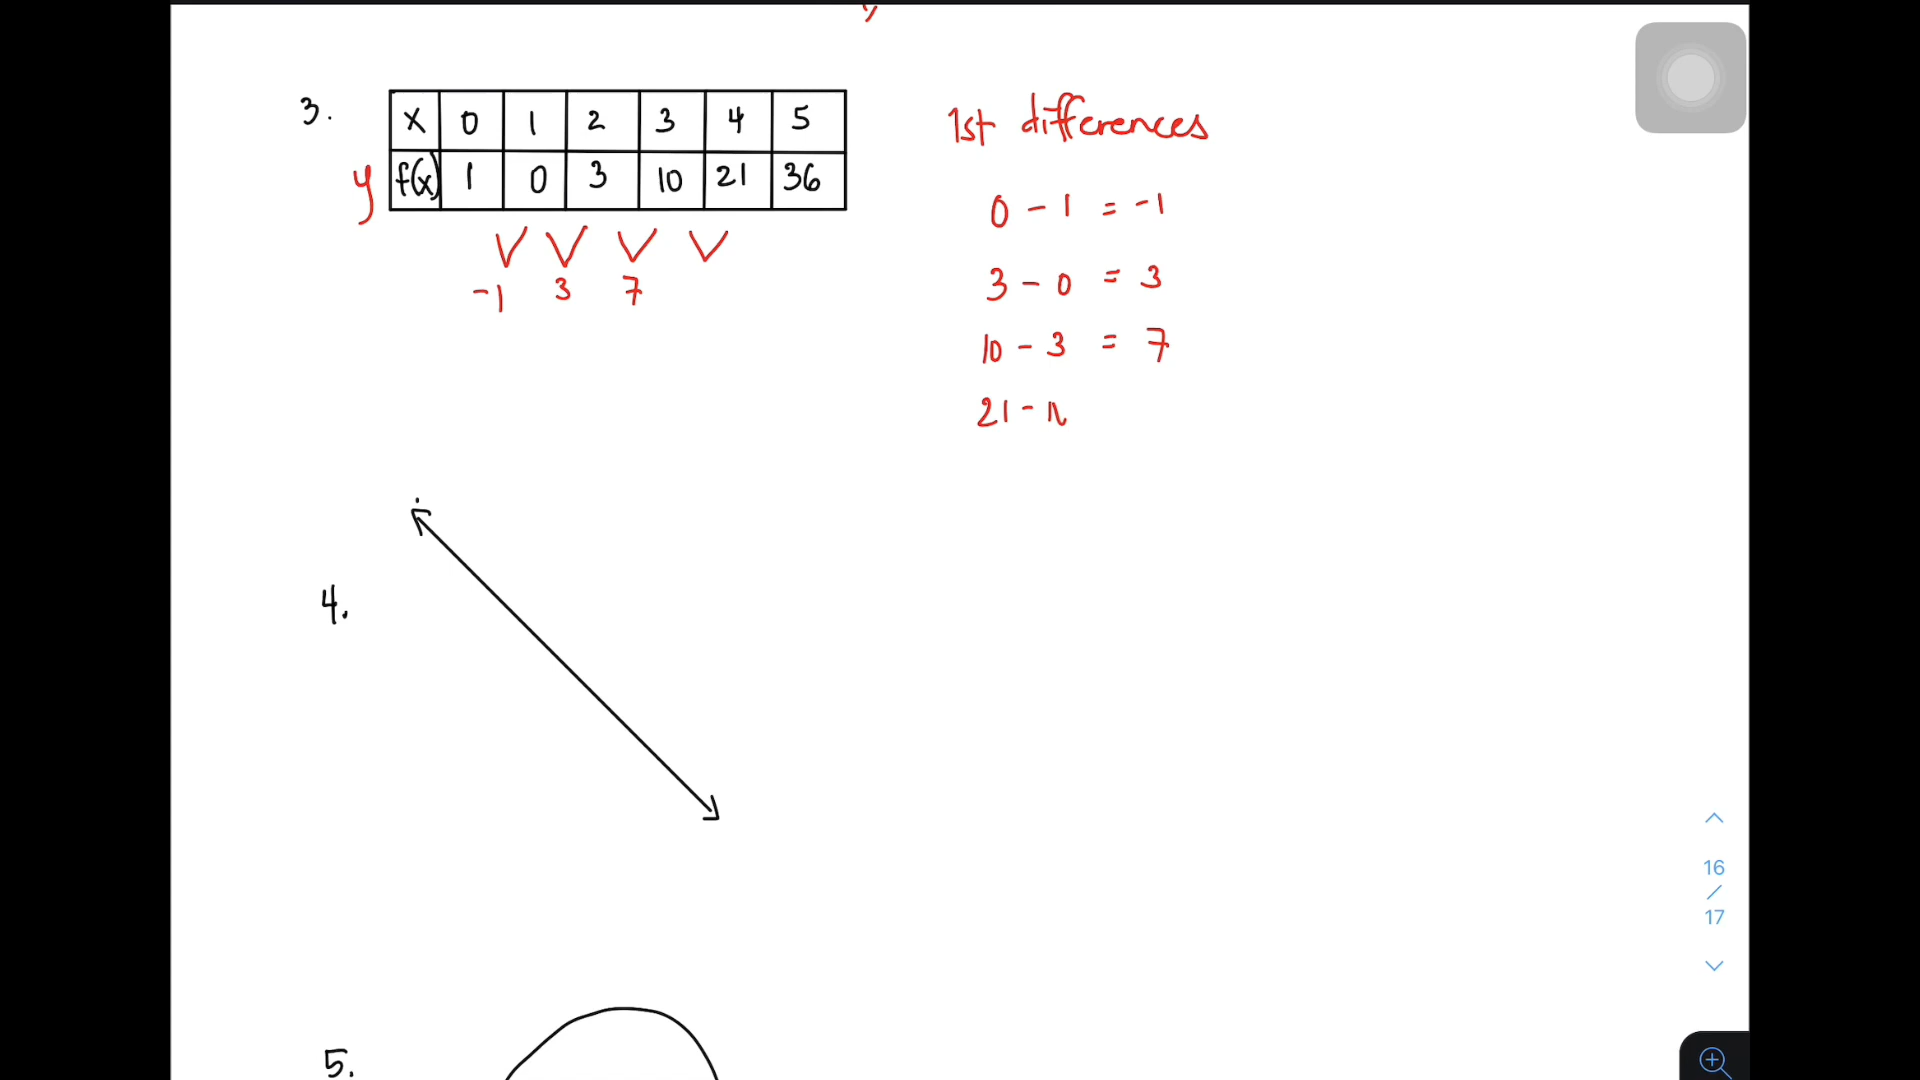 3.
x 0 1 2 3 4 5
y f(x) 1 0 3 10 21 36
-1 3 7
1st differences
0 - 1 = -1
3 - 0 = 3
10 - 3 = 7
21 - 1
4.
5.
16
/
17